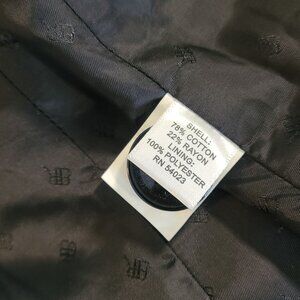 SHELL:
78% COTTON
22% RAYON
LINING:
100% POLYESTER
RN 54023